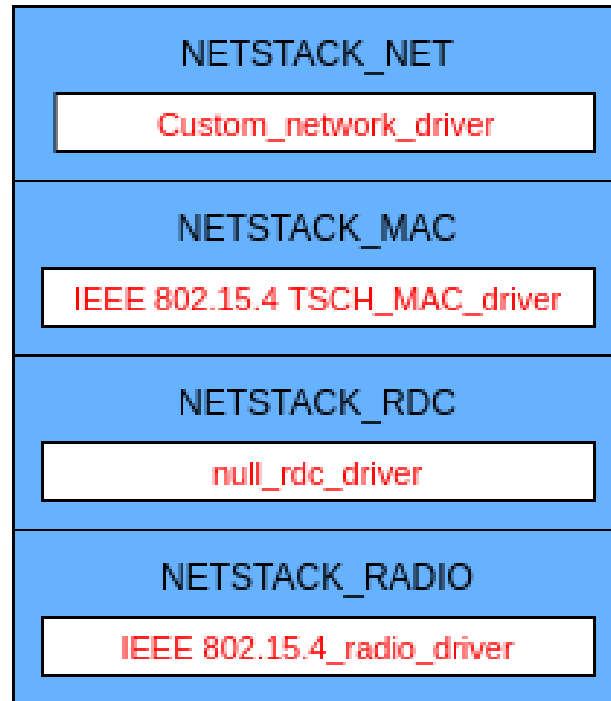 NETSTACK_NET
Custom_network_driver
NETSTACK_MAC
IEEE 802.15.4 TSCH_MAC_driver
NETSTACK_RDC
null_rdc_driver
NETSTACK_RADIO
IEEE 802.15.4_radio_driver